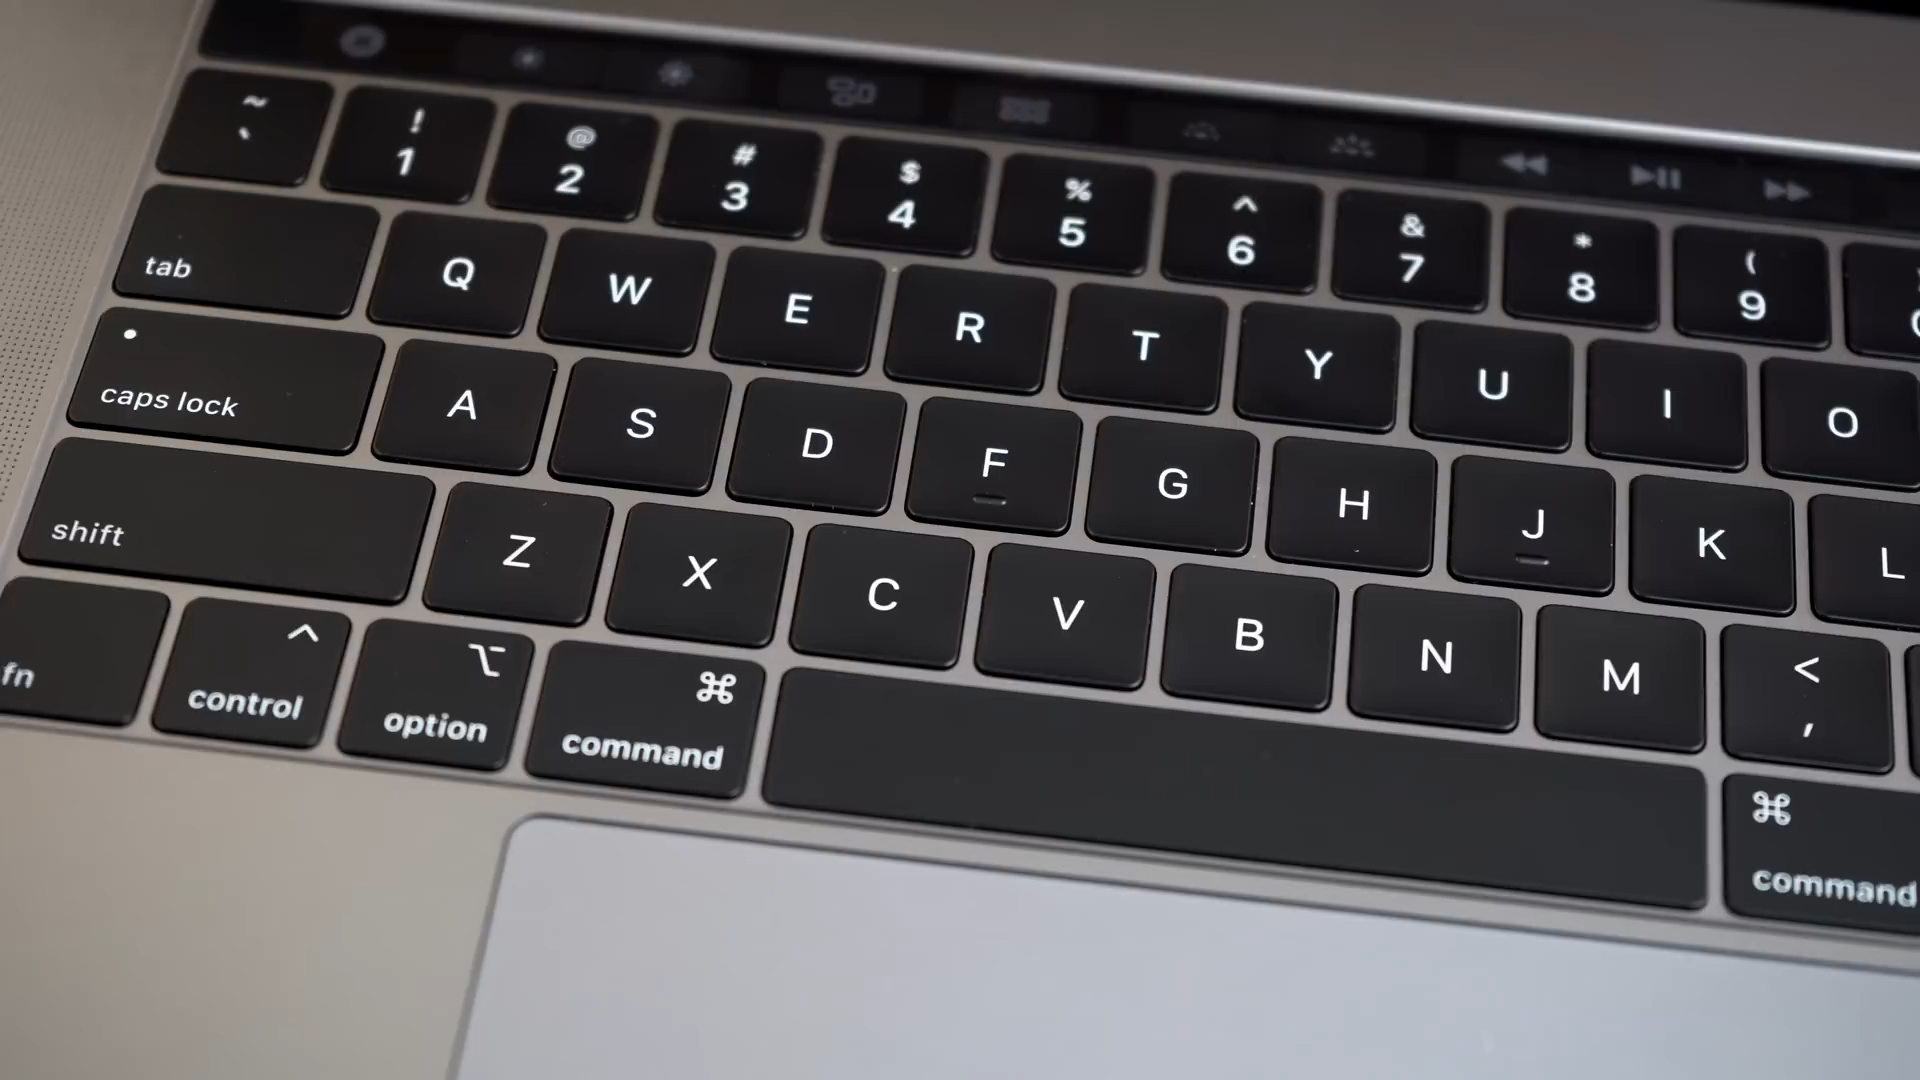 ~ ! @ # $ % ^ & * (
` 1 2 3 4 5 6 7 8 9
tab Q W E R T Y U I O
caps lock A S D F G H J K L
shift Z X C V B N M < ,
fn control ^ option ⌥ command ⌘ ⌘ command